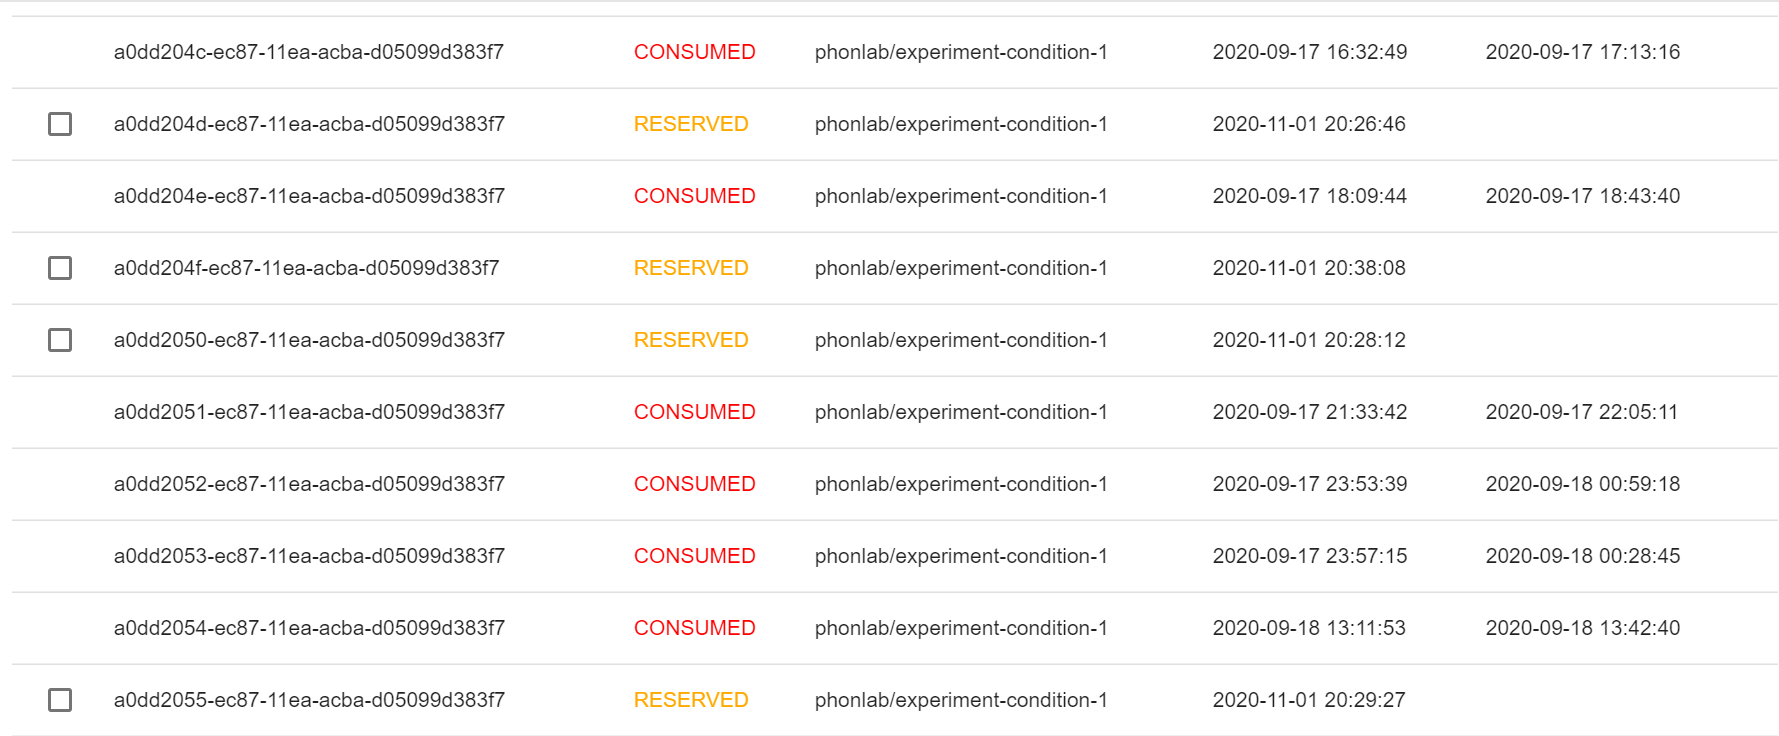 a0dd204c-ec87-11ea-acba-d05099d383f7 CONSUMED phonlab/experiment-condition-1 2020-09-17 16:32:49 2020-09-17 17:13:16
a0dd204d-ec87-11ea-acba-d05099d383f7 RESERVED phonlab/experiment-condition-1 2020-11-01 20:26:46
a0dd204e-ec87-11ea-acba-d05099d383f7 CONSUMED phonlab/experiment-condition-1 2020-09-17 18:09:44 2020-09-17 18:43:40
a0dd204f-ec87-11ea-acba-d05099d383f7 RESERVED phonlab/experiment-condition-1 2020-11-01 20:38:08
a0dd2050-ec87-11ea-acba-d05099d383f7 RESERVED phonlab/experiment-condition-1 2020-11-01 20:28:12
a0dd2051-ec87-11ea-acba-d05099d383f7 CONSUMED phonlab/experiment-condition-1 2020-09-17 21:33:42 2020-09-17 22:05:11
a0dd2052-ec87-11ea-acba-d05099d383f7 CONSUMED phonlab/experiment-condition-1 2020-09-17 23:53:39 2020-09-18 00:59:18
a0dd2053-ec87-11ea-acba-d05099d383f7 CONSUMED phonlab/experiment-condition-1 2020-09-17 23:57:15 2020-09-18 00:28:45
a0dd2054-ec87-11ea-acba-d05099d383f7 CONSUMED phonlab/experiment-condition-1 2020-09-18 13:11:53 2020-09-18 13:42:40
a0dd2055-ec87-11ea-acba-d05099d383f7 RESERVED phonlab/experiment-condition-1 2020-11-01 20:29:27